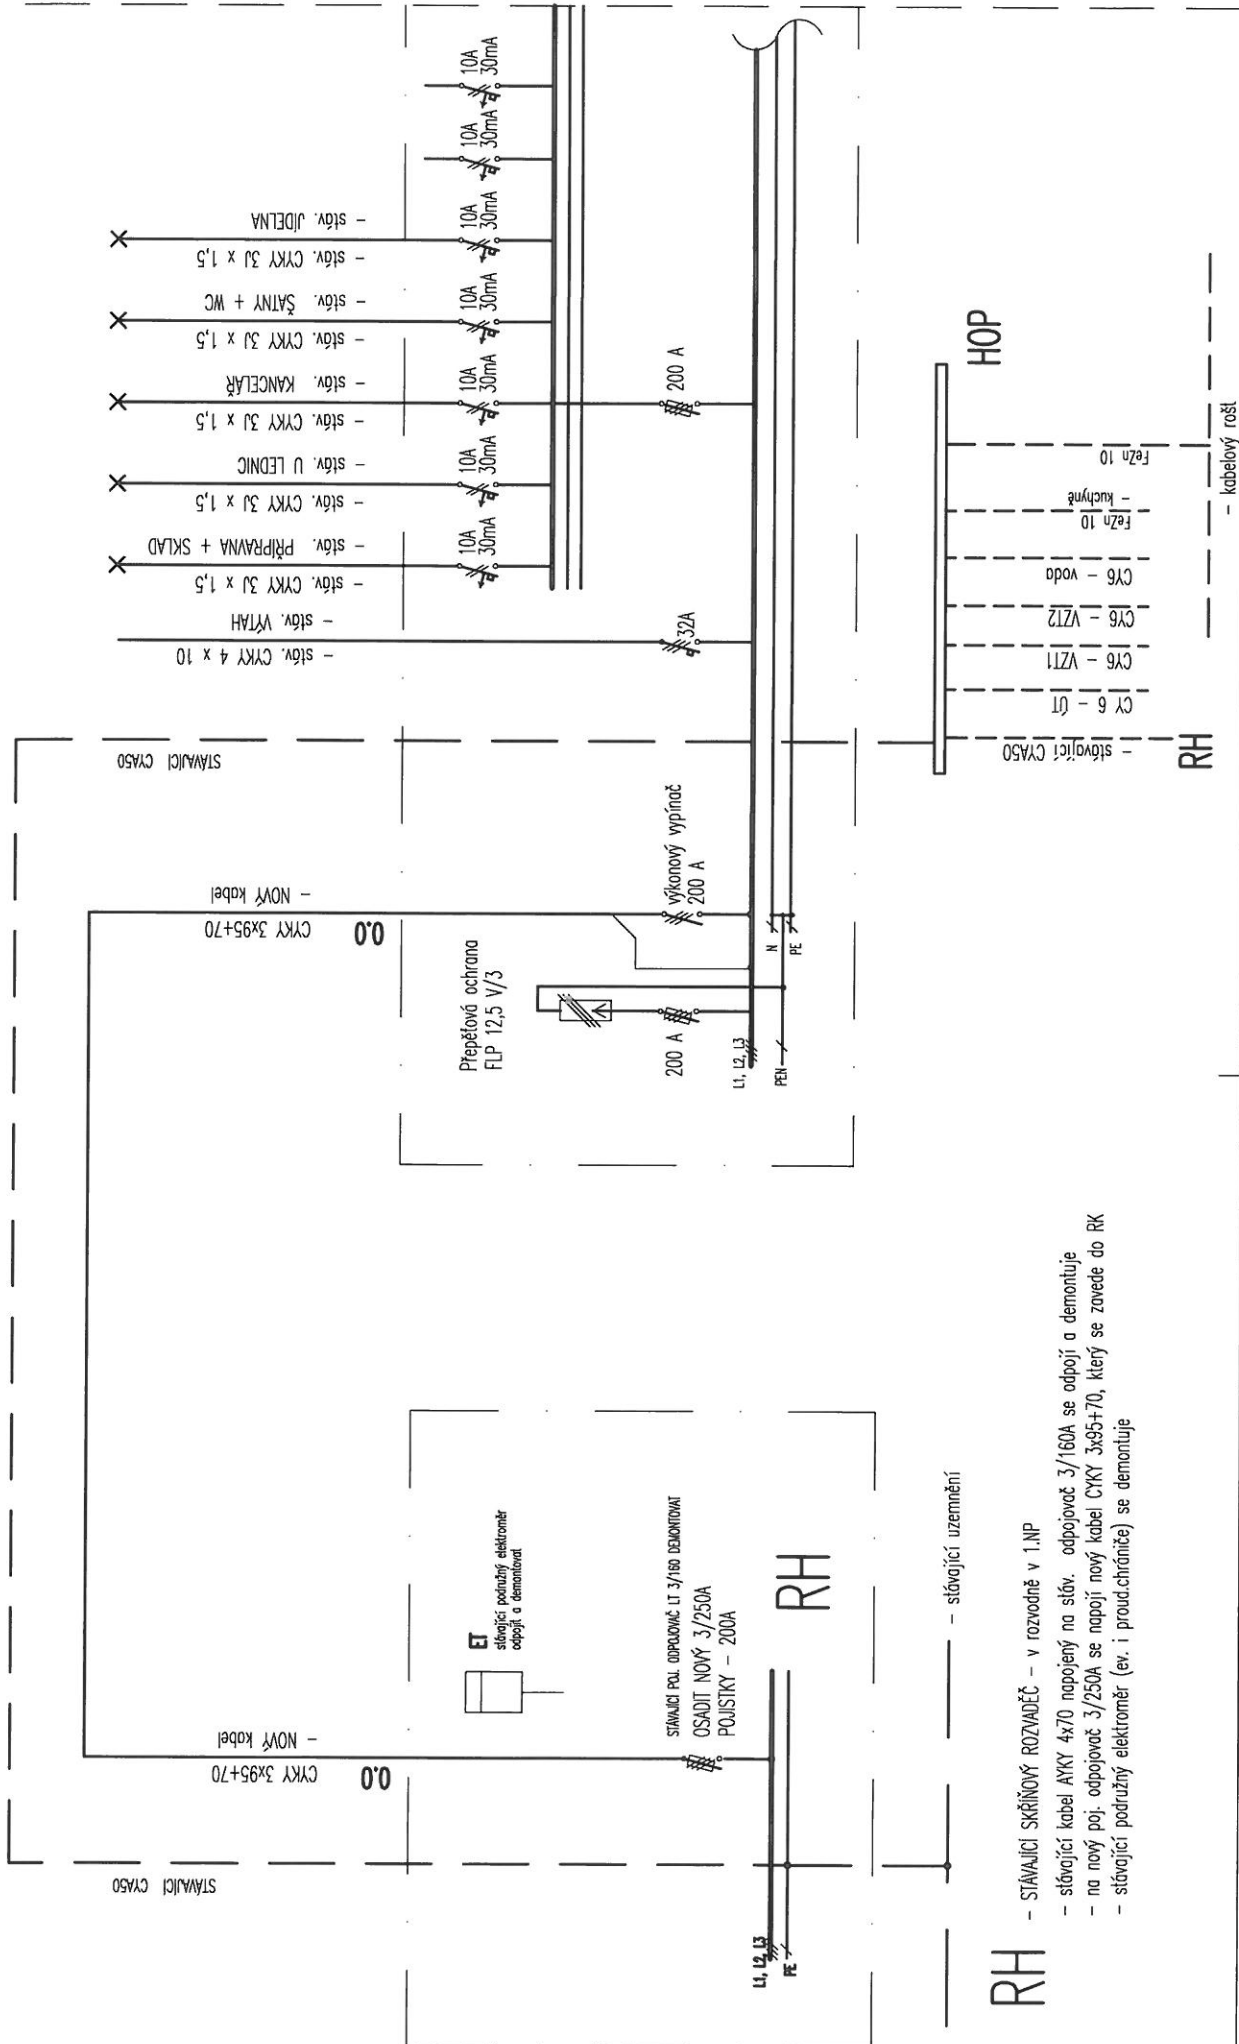 STÁVAJÍCÍ CYA50
CYKY 3x95+70
- NOVÝ kabel
0.0
ET
stávající podružný elektroměr
odpojit a demontovat
STÁVAJÍCÍ POJ. ODPOJOVAČ LT 3/160 DEMONTOVAT
OSADIT NOVÝ 3/250A
POJISTKY - 200A
RH
L1, L2, L3
PE
- stávající uzemnění
RH
- STÁVAJÍCÍ SKŘÍŇOVÝ ROZVADĚČ - v rozvodně v 1.NP
- stávající kabel AYKY 4x70 napojený na stáv. odpojovač 3/160A se odpojí a demontuje
- na nový poj. odpojovač 3/250A se napojí nový kabel CYKY 3x95+70, který se zavede do RK
- stávající podružný elektroměr (ev. i proud.chrániče) se demontuje
CYKY 3x95+70
- NOVÝ kabel
0.0
Přepěťová ochrana
FLP 12,5 V/3
200 A
výkonový vypínač
200 A
L1, L2, L3
PEN
N
PE
STÁVAJÍCÍ CYA50
- stáv. CYKY 4 x 10
- stáv. VÝTAH
32A
- stáv. CYKY 3J x 1,5
- stáv. PŘÍPRAVNA + SKLAD
10A
30mA
- stáv. CYKY 3J x 1,5
- stáv. U LEDNIC
10A
30mA
- stáv. CYKY 3J x 1,5
- stáv. KANCELÁŘ
10A
30mA
200 A
- stáv. CYKY 3J x 1,5
- stáv. ŠATNY + WC
10A
30mA
- stáv. CYKY 3J x 1,5
- stáv. JÍDELNA
10A
30mA
10A
30mA
10A
30mA
HOP
- stávající CYA50
RH
CY 6 - ÚT
CY6 - VZT1
CY6 - VZT2
CY6 - voda
FeZn 10
- kuchyně
FeZn 10
- kabelový rošt